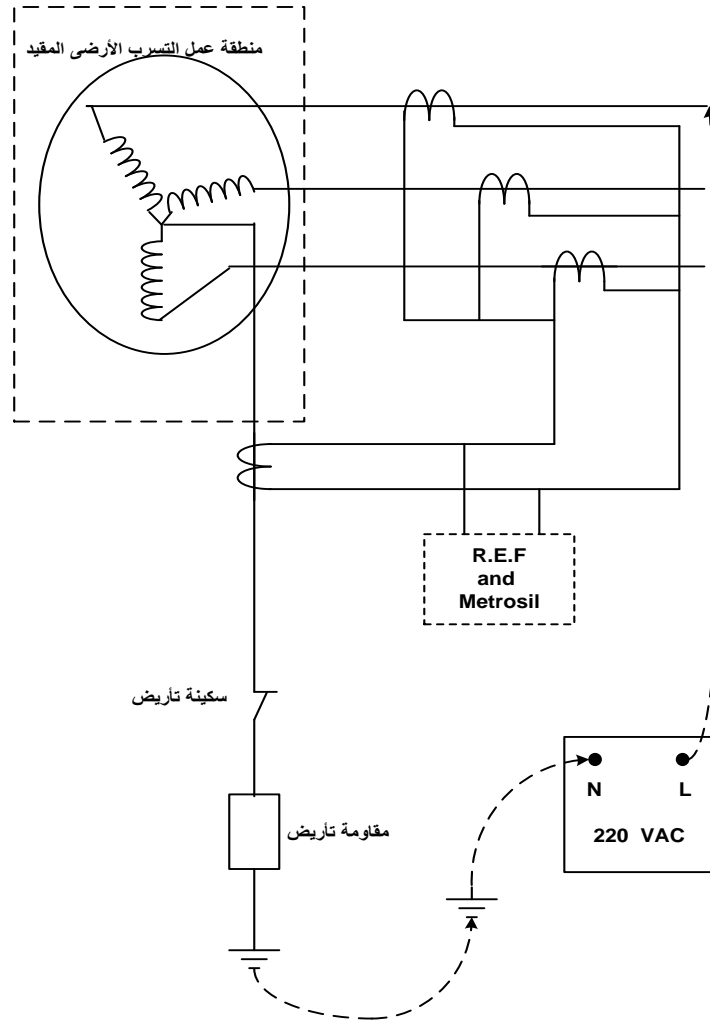 منطقة عمل التسرب الأرضى المقيد
R.E.F
and
Metrosil
سكينة تأريض
N L
220 VAC
مقاومة تأريض